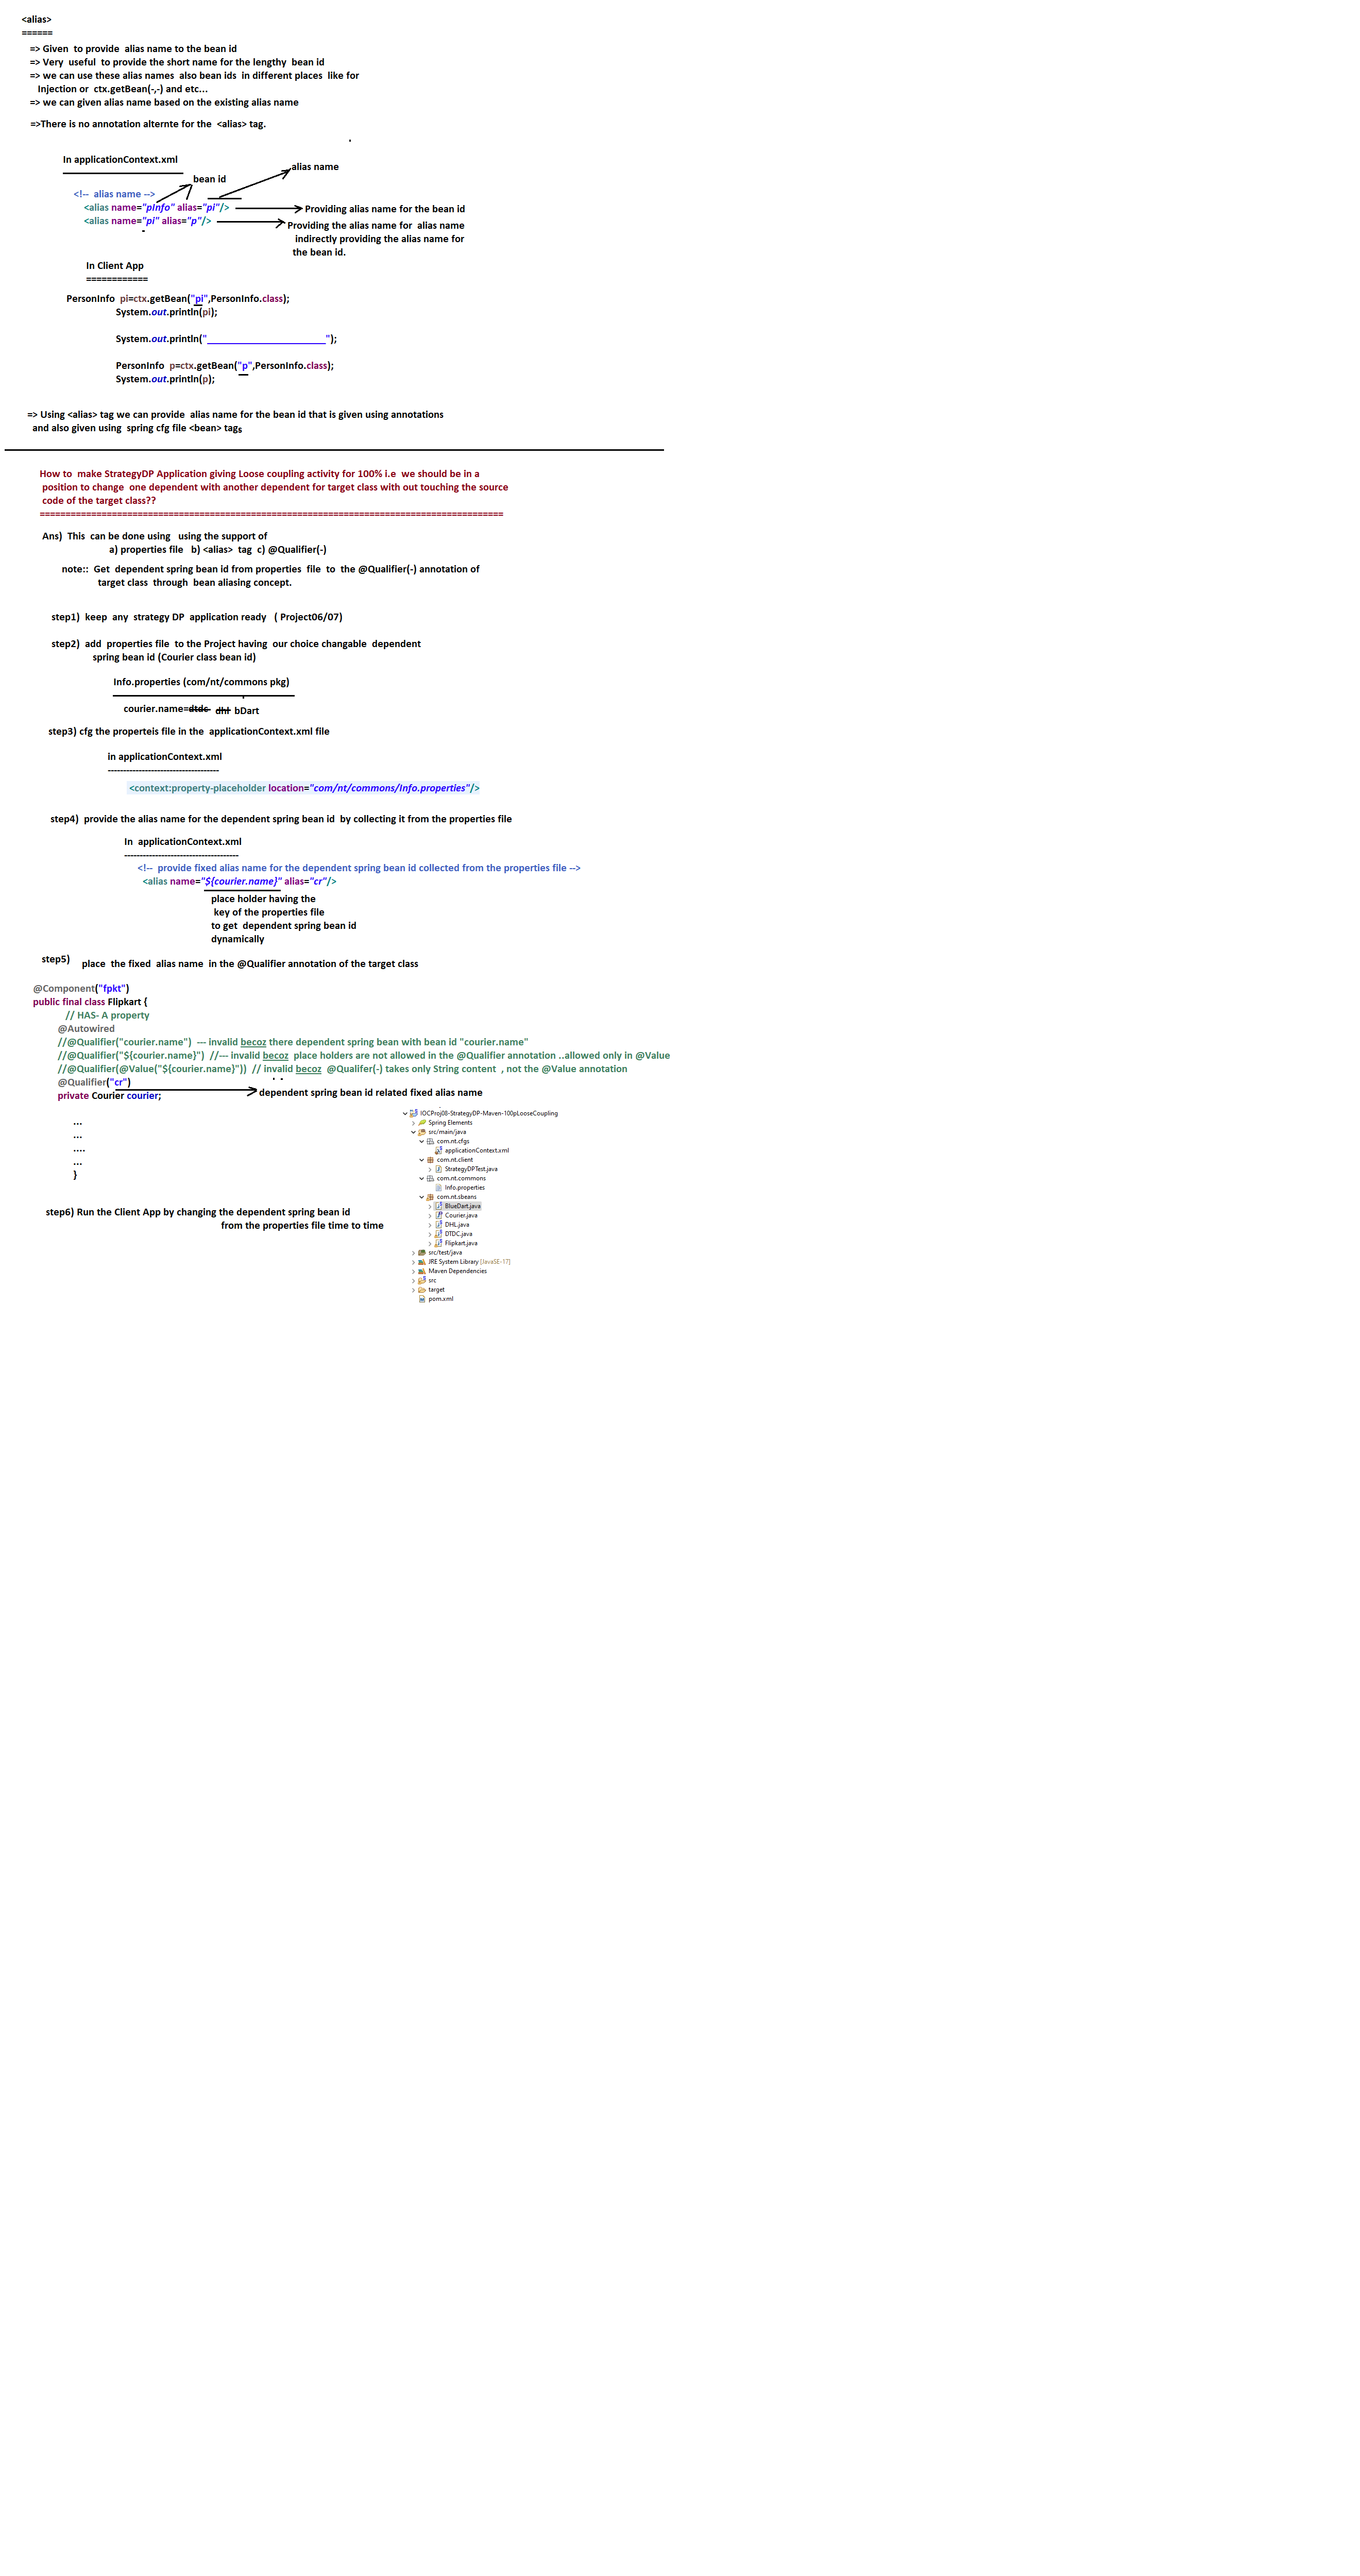 <alias>
======
=> Given  to provide  alias name to the bean id
=> Very  useful  to provide the short name for the lengthy  bean id
=> we can use these alias names  also bean ids  in different places  like for
Injection or  ctx.getBean(-,-) and etc...
=> we can given alias name based on the existing alias name
=>There is no annotation alternte for the  <alias> tag.
In applicationContext.xml
alias name
bean id
<!--  alias name -->
<alias name="pInfo" alias="pi"/>
Providing alias name for the bean id
<alias name="pi" alias="p"/>
Providing the alias name for  alias name
indirectly providing the alias name for
the bean id.
In Client App
============
PersonInfo  pi=ctx.getBean("pi",PersonInfo.class);
System.out.println(pi);
System.out.println("________________________");
PersonInfo  p=ctx.getBean("p",PersonInfo.class);
System.out.println(p);
=> Using <alias> tag we can provide  alias name for the bean id that is given using annotations
and also given using  spring cfg file <bean> tags
How to  make StrategyDP Application giving Loose coupling activity for 100% i.e  we should be in a
position to change  one dependent with another dependent for target class with out touching the source
code of the target class??
==========================================================================================
Ans)  This  can be done using   using the support of
a) properties file   b) <alias>  tag  c) @Qualifier(-)
note::  Get  dependent spring bean id from properties  file  to  the @Qualifier(-) annotation of
target class  through  bean aliasing concept.
step1)  keep  any  strategy DP  application ready   ( Project06/07)
step2)  add  properties file  to the Project having  our choice changable  dependent
spring bean id (Courier class bean id)
Info.properties (com/nt/commons pkg)
courier.name=dtdc  dhl  bDart
step3) cfg the properteis file in the  applicationContext.xml file
in applicationContext.xml
------------------------------------
<context:property-placeholder location="com/nt/commons/Info.properties"/>
step4)  provide the alias name for the dependent spring bean id  by collecting it from the properties file
In  applicationContext.xml
-------------------------------------
<!--  provide fixed alias name for the dependent spring bean id collected from the properties file -->
<alias name="${courier.name}" alias="cr"/>
place holder having the
key of the properties file
to get  dependent spring bean id
dynamically
step5)   place  the fixed  alias name  in the @Qualifier annotation of the target class
@Component("fpkt")
public final class Flipkart {
// HAS- A property
@Autowired
//@Qualifier("courier.name")  --- invalid becoz there dependent spring bean with bean id "courier.name"
//@Qualifier("${courier.name}")  //--- invalid becoz  place holders are not allowed in the @Qualifier annotation ..allowed only in @Value
//@Qualifier(@Value("${courier.name}"))  // invalid becoz  @Qualifer(-) takes only String content  , not the @Value annotation
@Qualifier("cr")
dependent spring bean id related fixed alias name
private Courier courier;
...
...
....
...
}
IOCProj08-StrategyDP-Maven-100pLooseCoupling
Spring Elements
src/main/java
com.nt.cfgs
applicationContext.xml
com.nt.client
StrategyDPTest.java
com.nt.commons
Info.properties
com.nt.sbeans
BlueDart.java
Courier.java
DHL.java
DTDC.java
Flipkart.java
src/test/java
JRE System Library [JavaSE-17]
Maven Dependencies
src
target
pom.xml
step6) Run the Client App by changing the dependent spring bean id
from the properties file time to time